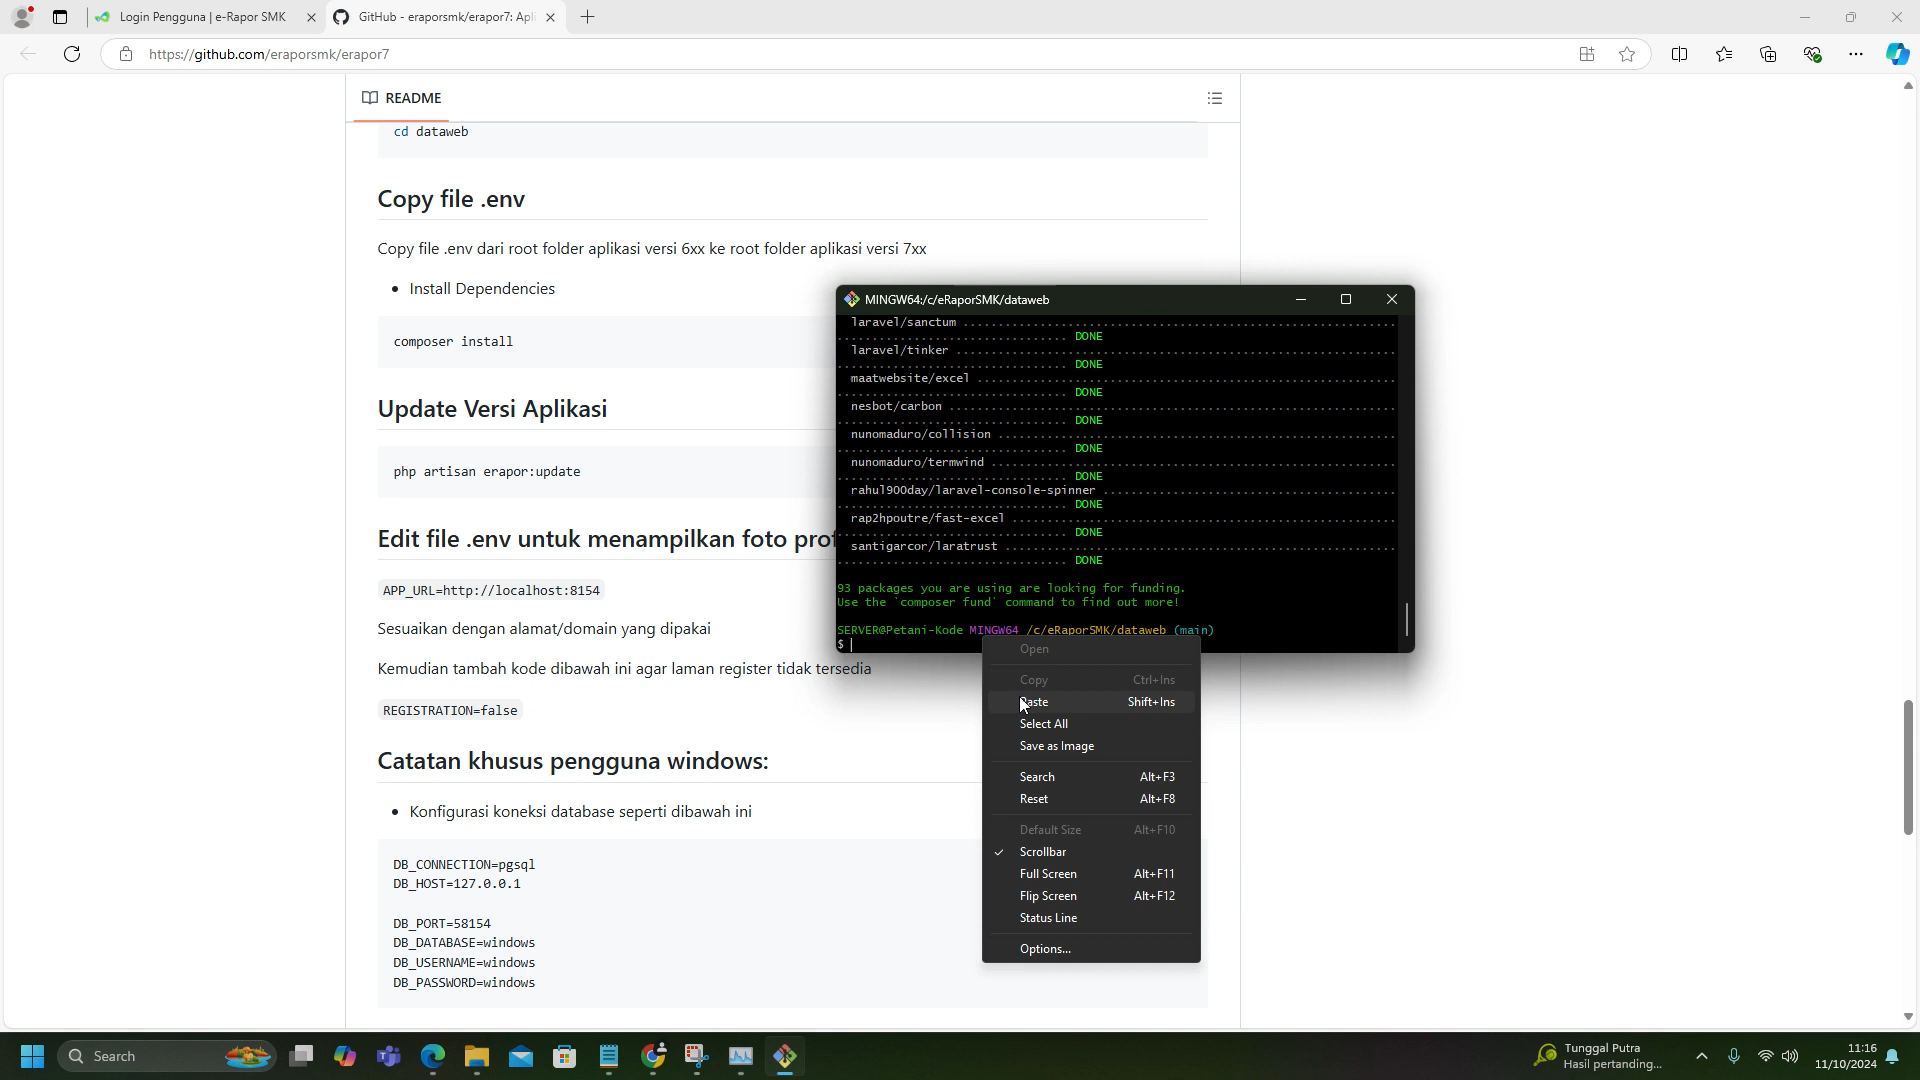 Login Pengguna | e-Rapor SMK
GitHub - eraporsmk/erapor7: Apl
https://github.com/eraporsmk/erapor7
README
cd dataweb
Copy file .env
Copy file .env dari root folder aplikasi versi 6xx ke root folder aplikasi versi 7xx
Install Dependencies
composer install
Update Versi Aplikasi
php artisan erapor:update
Edit file .env untuk menampilkan foto prof
APP_URL=http://localhost:8154
Sesuaikan dengan alamat/domain yang dipakai
Kemudian tambah kode dibawah ini agar laman register tidak tersedia
REGISTRATION=false
Catatan khusus pengguna windows:
Konfigurasi koneksi database seperti dibawah ini
DB_CONNECTION=pgsql
DB_HOST=127.0.0.1
DB_PORT=58154
DB_DATABASE=windows
DB_USERNAME=windows
DB_PASSWORD=windows
MINGW64:/c/eRaporSMK/dataweb
laravel/sanctum ..............................................................
................................. DONE
laravel/tinker ...............................................................
................................. DONE
maatwebsite/excel ............................................................
................................. DONE
nesbot/carbon ................................................................
................................. DONE
nunomaduro/collision .........................................................
................................. DONE
nunomaduro/termwind ..........................................................
................................. DONE
rahul900day/laravel-console-spinner ..........................................
................................. DONE
rap2hpoutre/fast-excel .......................................................
................................. DONE
santigarcor/laratrust ........................................................
................................. DONE
93 packages you are using are looking for funding.
Use the `composer fund` command to find out more!
SERVER@Petani-Kode MINGW64 /c/eRaporSMK/dataweb (main)
$
Open
Copy Ctrl+Ins
Paste Shift+Ins
Select All
Save as Image
Search Alt+F3
Reset Alt+F8
Default Size Alt+F10
Scrollbar
Full Screen Alt+F11
Flip Screen Alt+F12
Status Line
Options...
Search
Tunggal Putra
Hasil pertanding...
11:16
11/10/2024